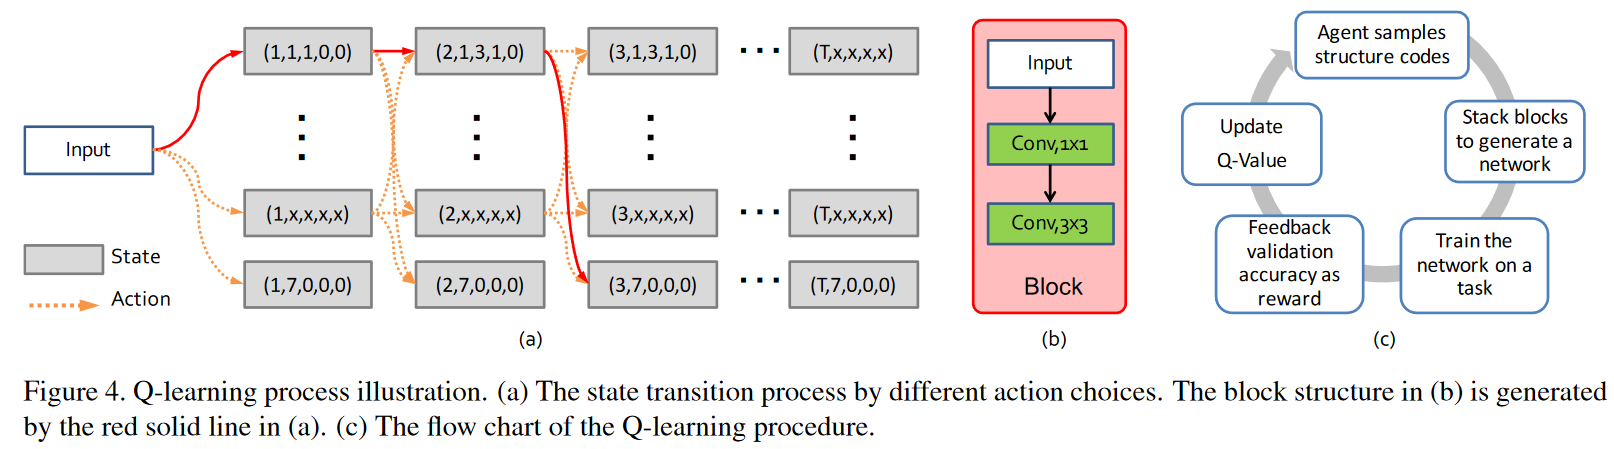 Input
(1,1,1,0,0)
(2,1,3,1,0)
(3,1,3,1,0)
(T,x,x,x,x)
(1,x,x,x,x)
(2,x,x,x,x)
(3,x,x,x,x)
(T,x,x,x,x)
(1,7,0,0,0)
(2,7,0,0,0)
(3,7,0,0,0)
(T,7,0,0,0)
State
Action
(a)
Input
Conv,1x1
Conv,3x3
Block
(b)
Agent samples
structure codes
Stack blocks
to generate a
network
Train the
network on a
task
Feedback
validation
accuracy as
reward
Update
Q-Value
(c)
Figure 4. Q-learning process illustration. (a) The state transition process by different action choices. The block structure in (b) is generated
by the red solid line in (a). (c) The flow chart of the Q-learning procedure.